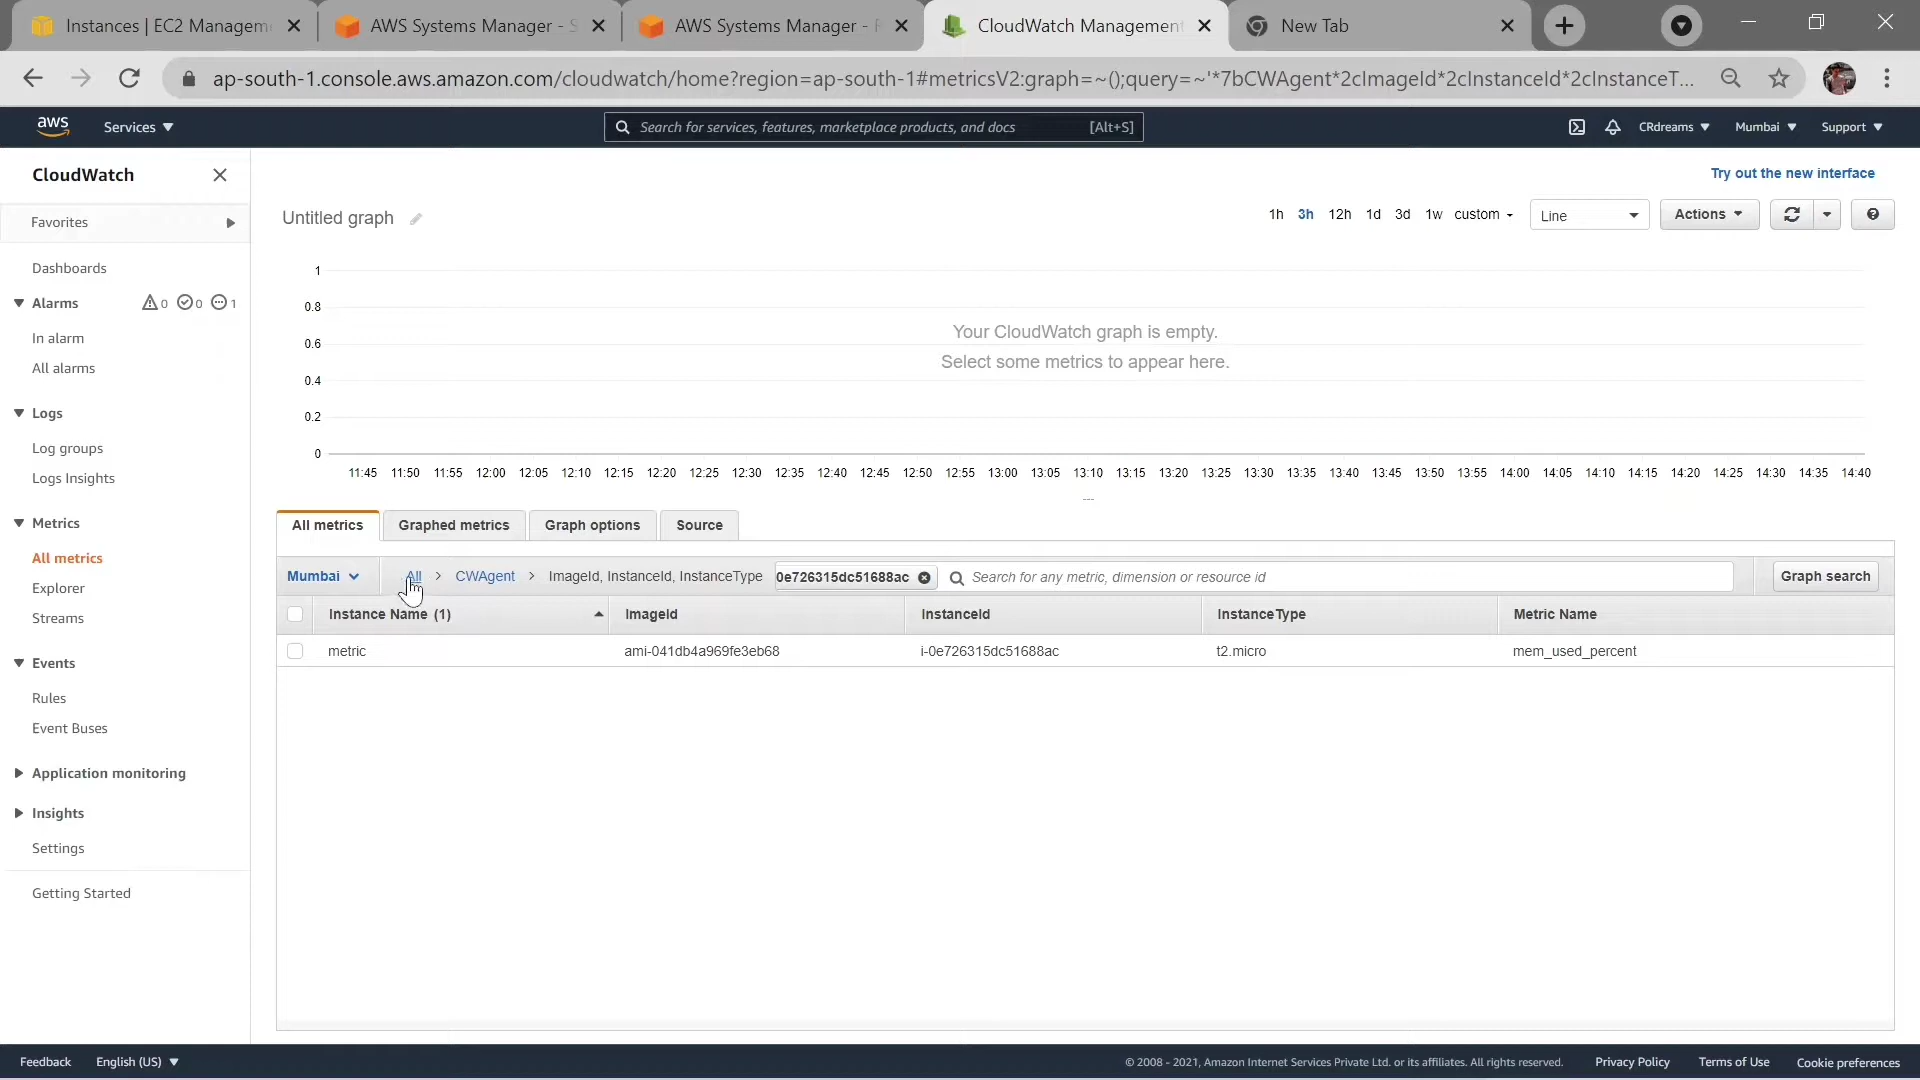 Instances | EC2 Managem
AWS Systems Manager - S
AWS Systems Manager - F
CloudWatch Management
New Tab
ap-south-1.console.aws.amazon.com/cloudwatch/home?region=ap-south-1#metricsV2:graph=~();query=~'*7bCWAgent*2cImageId*2cInstanceId*2cInstanceT...
aws
Services
Search for services, features, marketplace products, and docs
[Alt+S]
CRdreams
Mumbai
Support
CloudWatch
Favorites
Dashboards
Alarms
0
0
1
In alarm
All alarms
Logs
Log groups
Logs Insights
Metrics
All metrics
Explorer
Streams
Events
Rules
Event Buses
Application monitoring
Insights
Settings
Getting Started
Try out the new interface
Untitled graph
1h 3h 12h 1d 3d 1w custom
Line
Actions
1
0.8
0.6
0.4
0.2
0
Your CloudWatch graph is empty.
Select some metrics to appear here.
11:45 11:50 11:55 12:00 12:05 12:10 12:15 12:20 12:25 12:30 12:35 12:40 12:45 12:50 12:55 13:00 13:05 13:10 13:15 13:20 13:25 13:30 13:35 13:40 13:45 13:50 13:55 14:00 14:05 14:10 14:15 14:20 14:25 14:30 14:35 14:40
All metrics
Graphed metrics
Graph options
Source
Mumbai
All > CWAgent > ImageId, InstanceId, InstanceType
0e726315dc51688ac
Search for any metric, dimension or resource id
Graph search
Instance Name (1) ImageId InstanceId InstanceType Metric Name
metric ami-041db4a969fe3eb68 i-0e726315dc51688ac t2.micro mem_used_percent
Feedback
English (US)
© 2008 - 2021, Amazon Internet Services Private Ltd. or its affiliates. All rights reserved.
Privacy Policy
Terms of Use
Cookie preferences